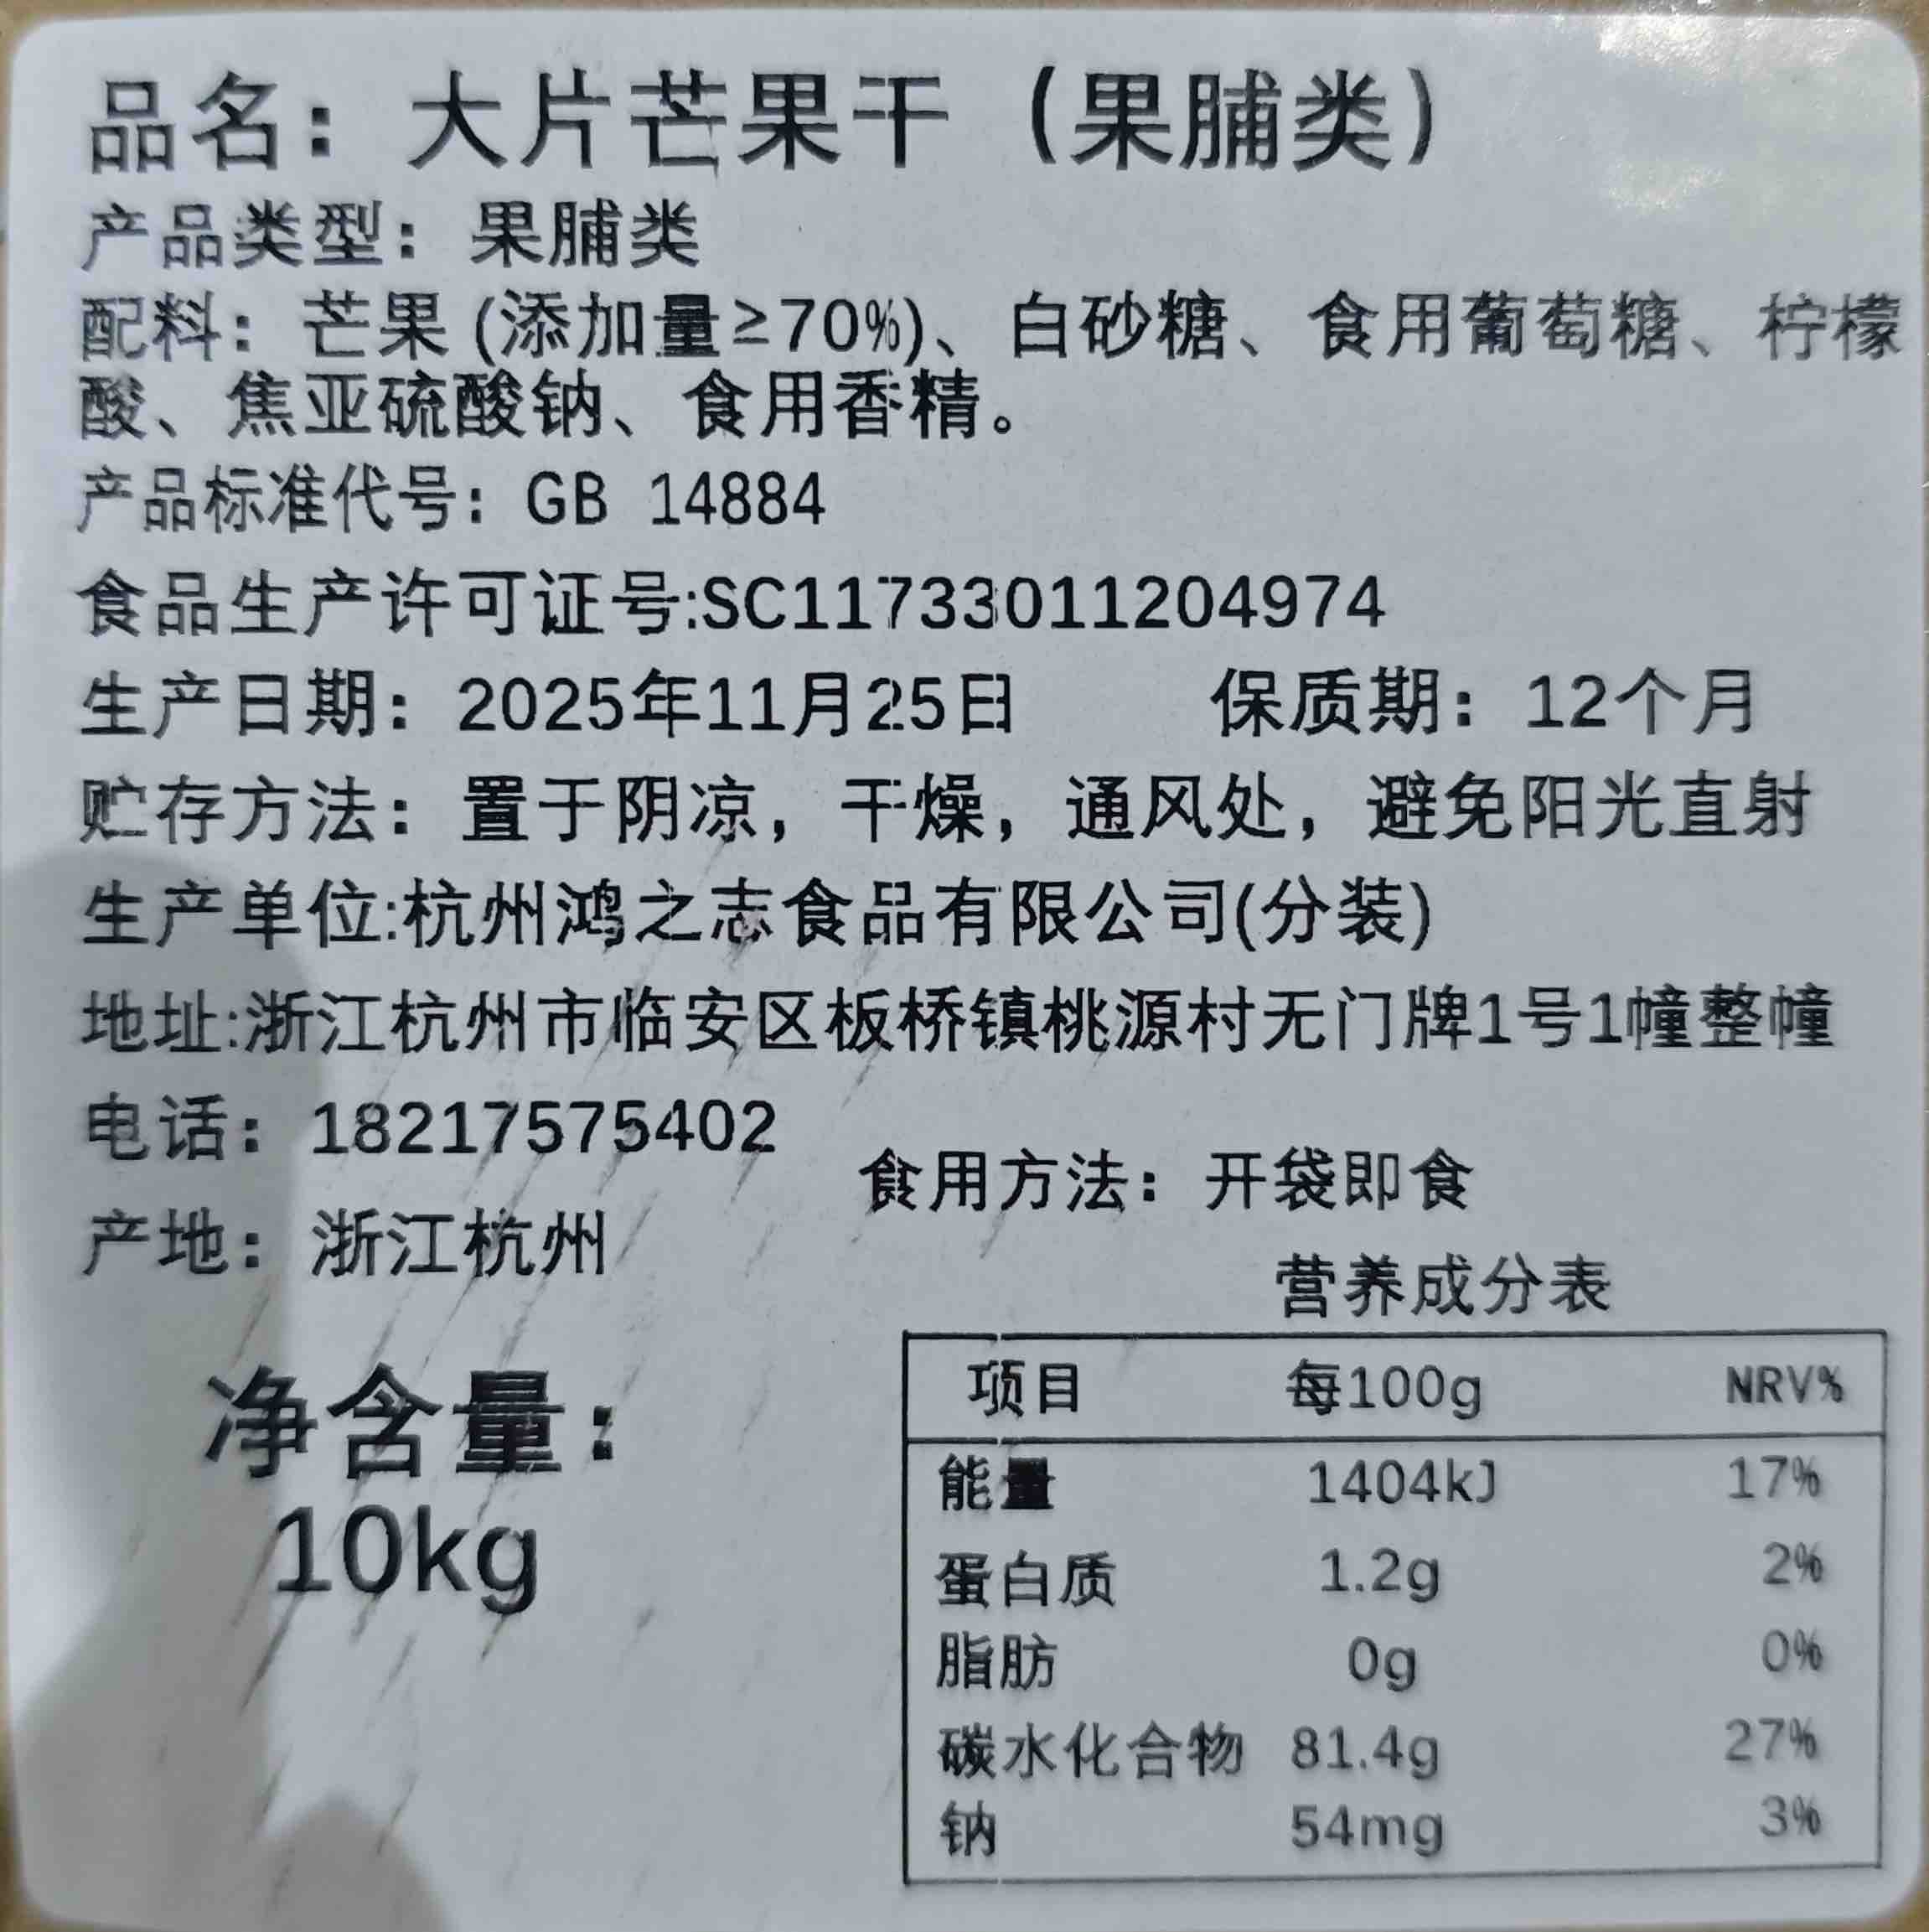 品名：大片芒果干（果脯类）
产品类型：果脯类
配料：芒果 (添加量≥70%)、白砂糖、食用葡萄糖、柠檬
酸、焦亚硫酸钠、食用香精。
产品标准代号：GB 14884
食品生产许可证号:SC11733011204974
生产日期：2025年11月25日 保质期：12个月
贮存方法：置于阴凉，干燥，通风处，避免阳光直射
生产单位:杭州鸿之志食品有限公司(分装)
地址:浙江杭州市临安区板桥镇桃源村无门牌1号1幢整幢
电话：18217575402
食用方法：开袋即食
产地：浙江杭州
净含量：
10kg
营养成分表
项目 每100g NRV%
能量 1404kJ 17%
蛋白质 1.2g 2%
脂肪 0g 0%
碳水化合物 81.4g 27%
钠 54mg 3%